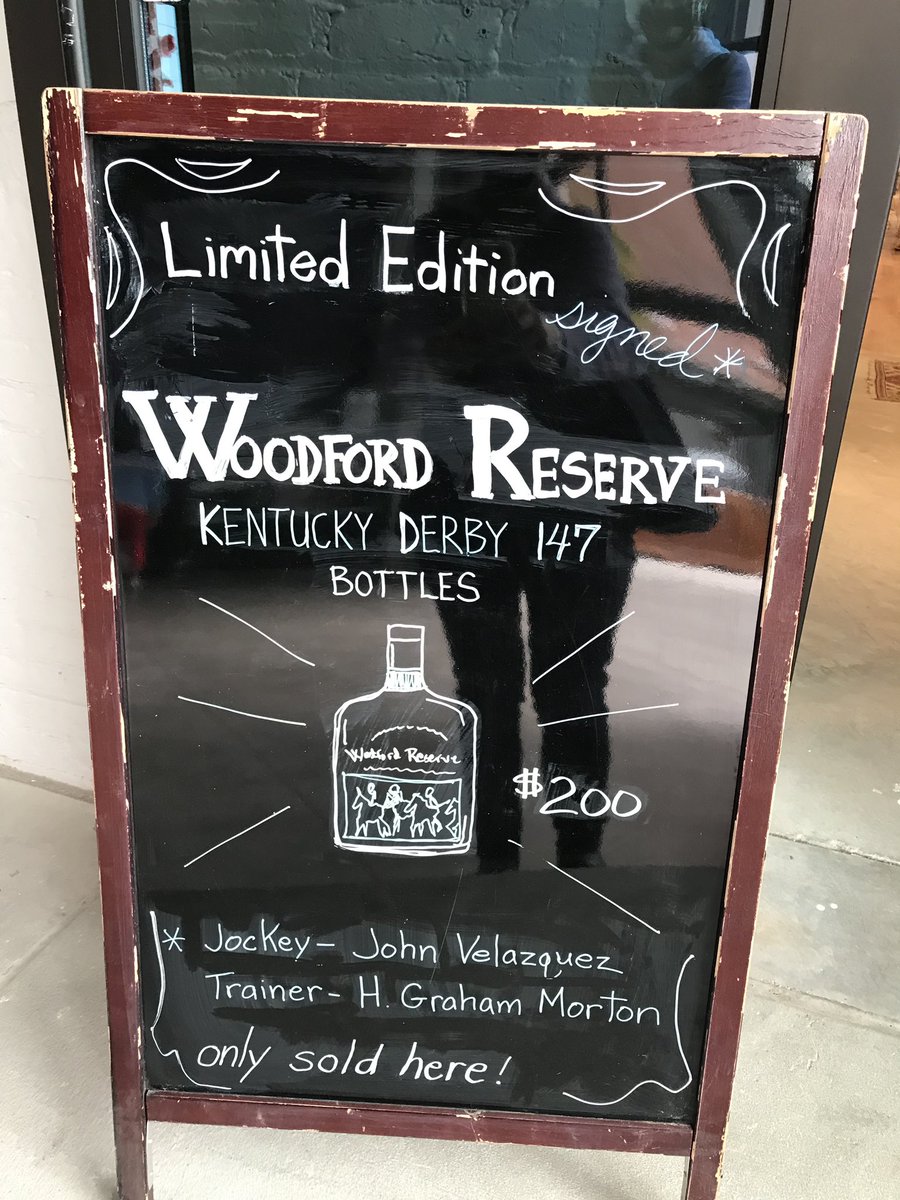 Limited Edition
signed*
WOODFORD RESERVE
KENTUCKY DERBY 147
BOTTLES
Woodford Reserve
$200
* Jockey - John Velazquez
Trainer - H. Graham Morton
only sold here!